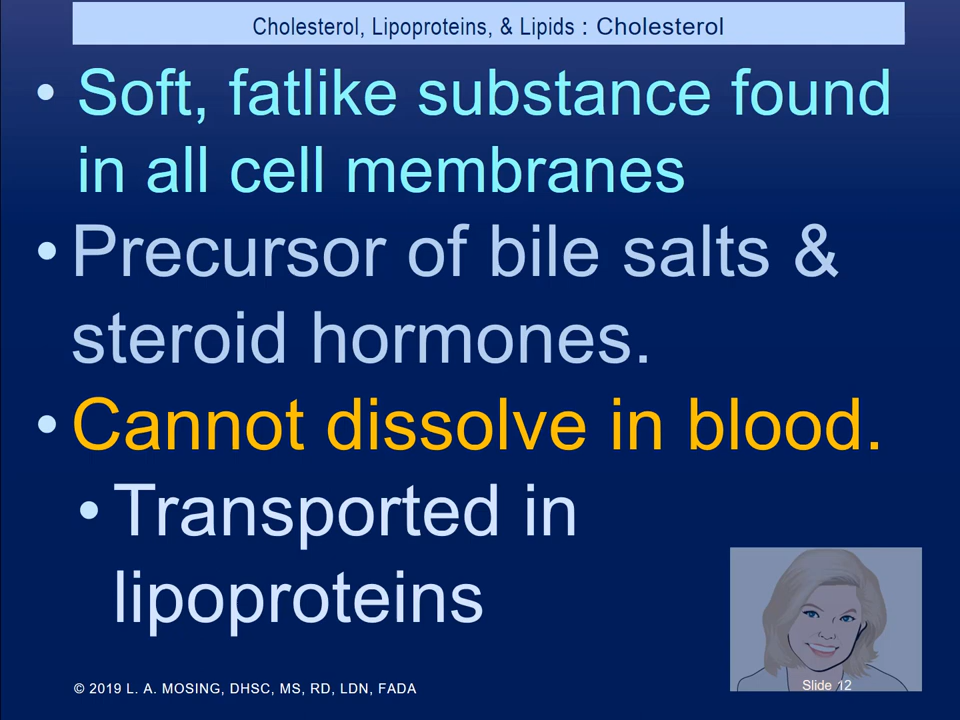 Cholesterol, Lipoproteins, & Lipids : Cholesterol
• Soft, fatlike substance found
in all cell membranes
• Precursor of bile salts &
steroid hormones.
• Cannot dissolve in blood.
• Transported in
lipoproteins
© 2019 L. A. MOSING, DHSC, MS, RD, LDN, FADA
Slide 12